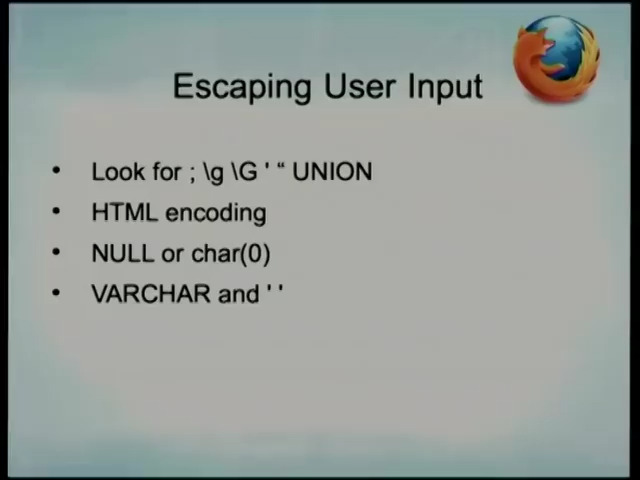 Escaping User Input
• Look for ; \g \G ' “ UNION
• HTML encoding
• NULL or char(0)
• VARCHAR and ' '